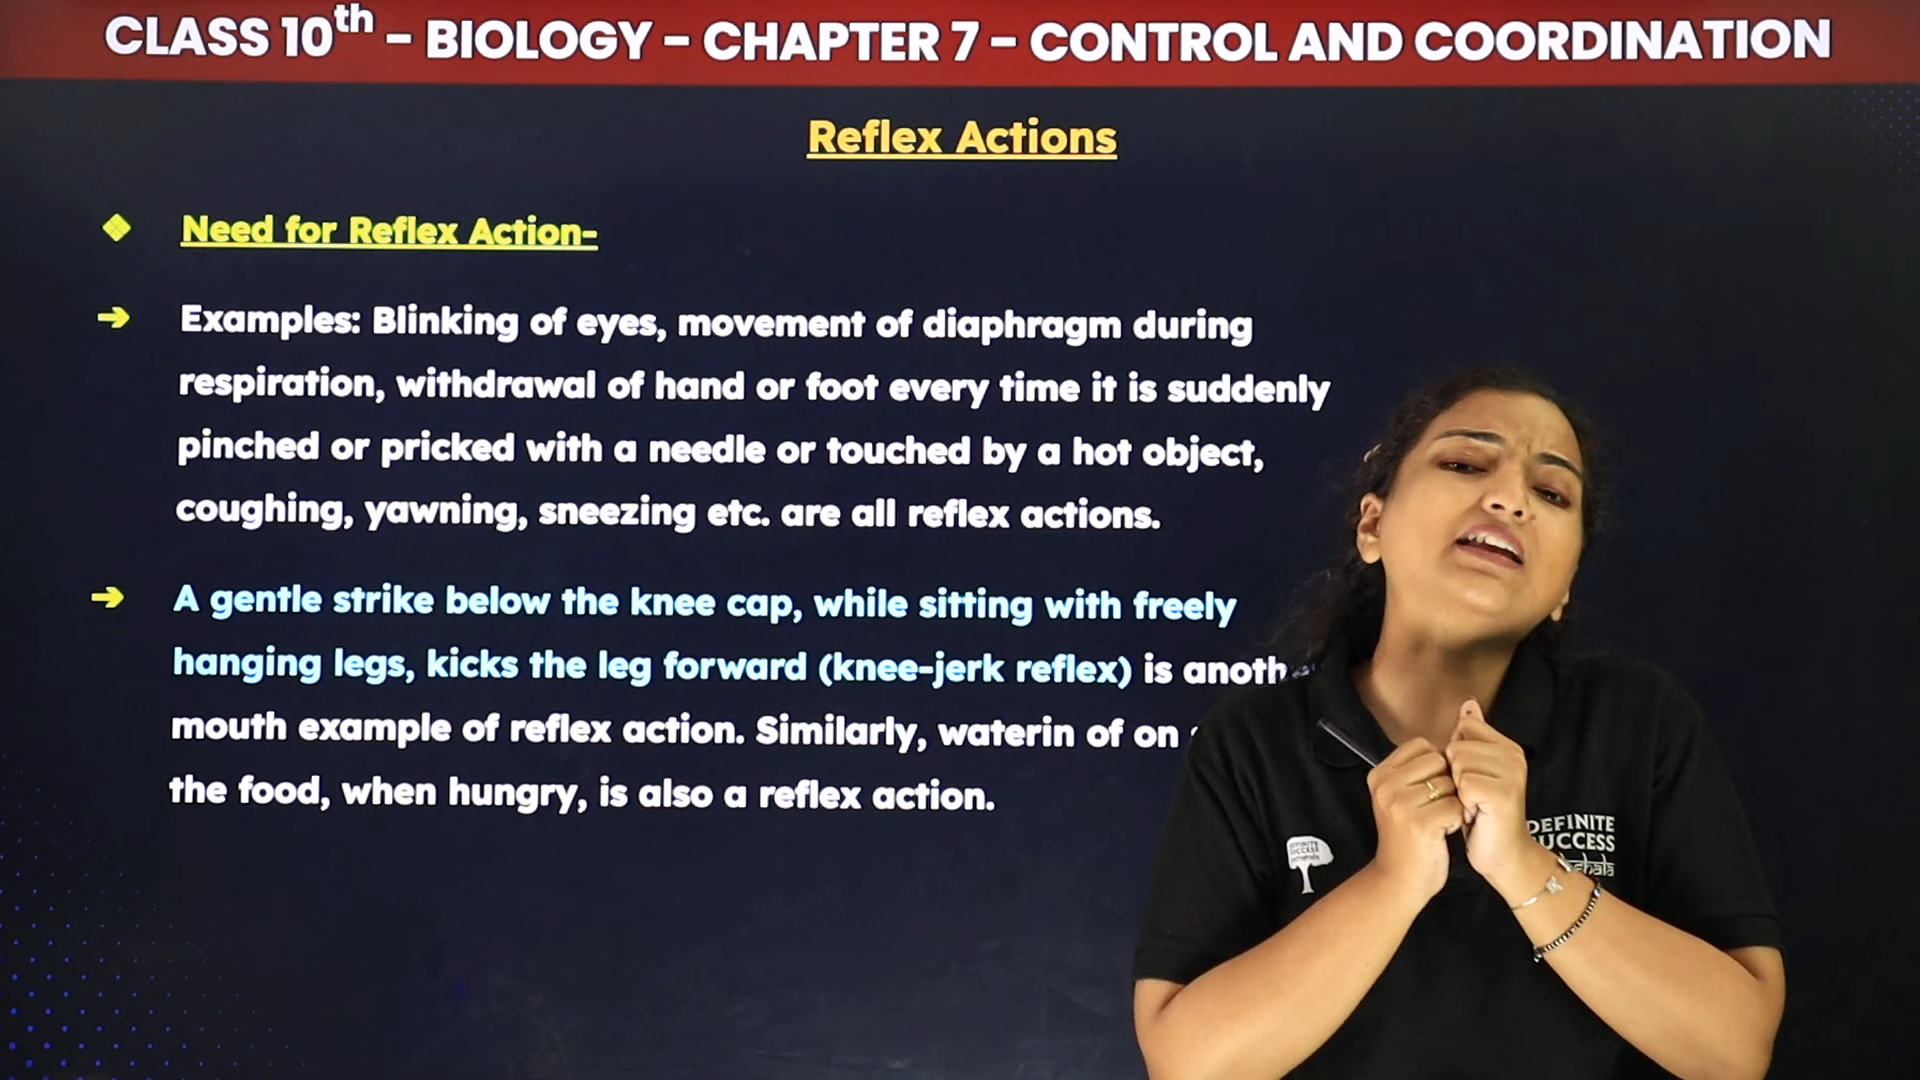 CLASS 10th - BIOLOGY - CHAPTER 7 - CONTROL AND COORDINATION
Reflex Actions
❖ Need for Reflex Action-
➔ Examples: Blinking of eyes, movement of diaphragm during
respiration, withdrawal of hand or foot every time it is suddenly
pinched or pricked with a needle or touched by a hot object,
coughing, yawning, sneezing etc. are all reflex actions.
➔ A gentle strike below the knee cap, while sitting with freely
hanging legs, kicks the leg forward (knee-jerk reflex) is anoth
mouth example of reflex action. Similarly, waterin of on
the food, when hungry, is also a reflex action.
DEFINITE
SUCCESS
DEFINITE
SUCCESS